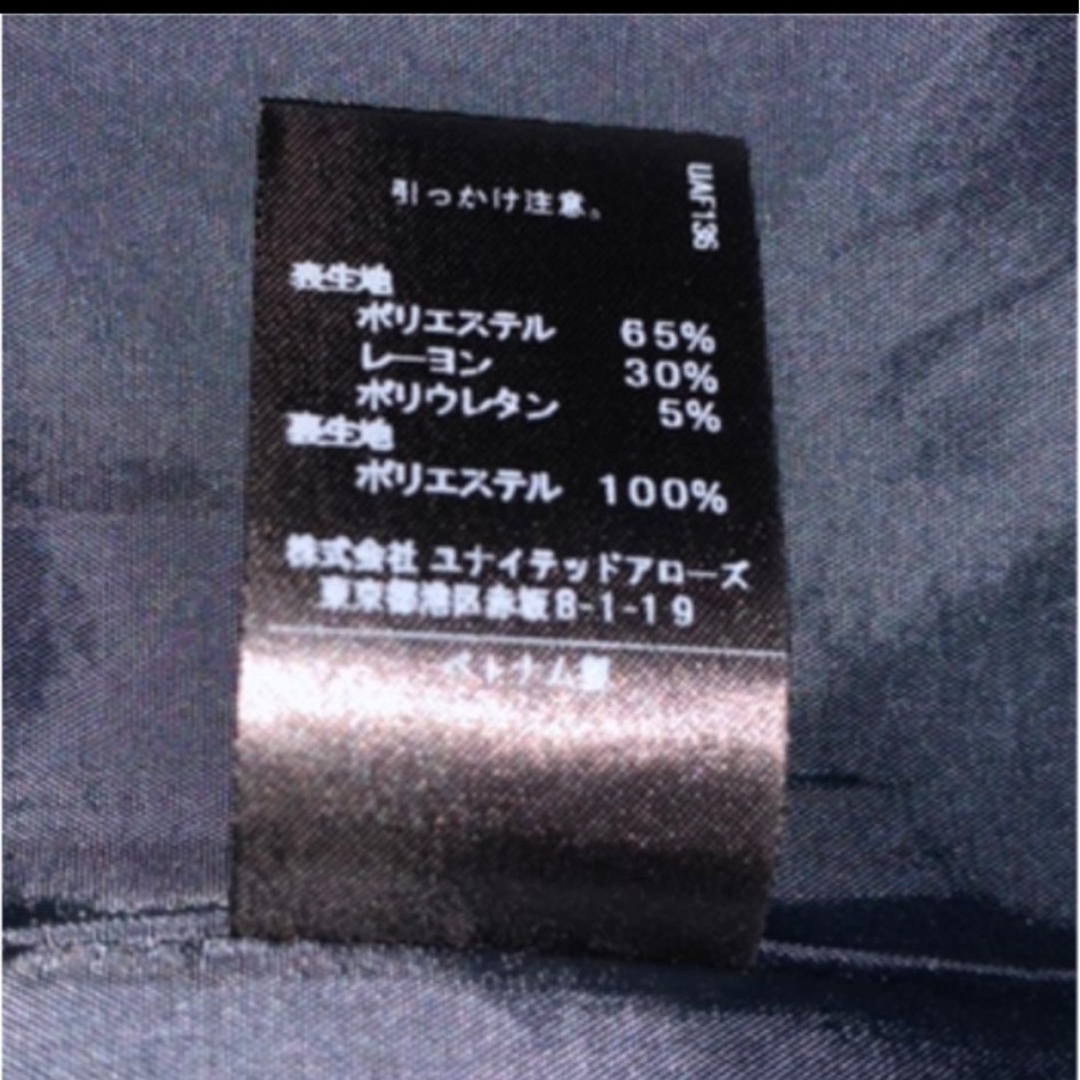 引っかけ注意。
UAF136
表生地
ポリエステル 65%
レーヨン 30%
ポリウレタン 5%
裏生地
ポリエステル 100%
株式会社 ユナイテッドアローズ
東京都港区赤坂8-1-19
ベトナム製